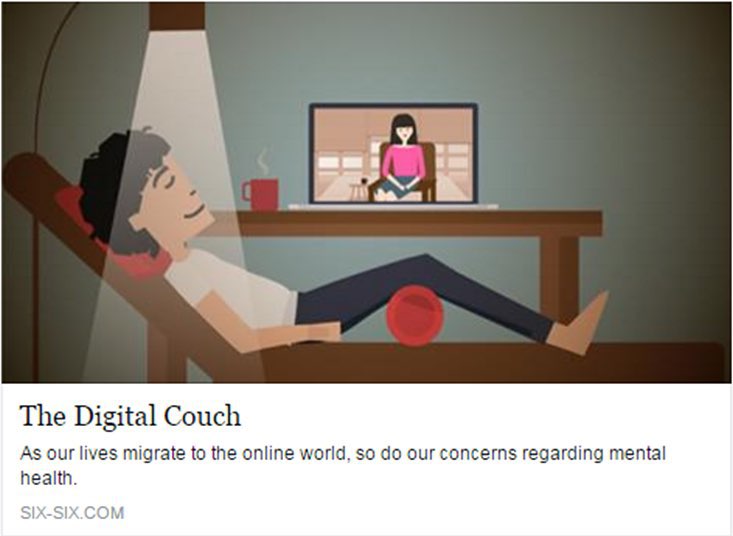 The Digital Couch
As our lives migrate to the online world, so do our concerns regarding mental
health.
SIX-SIX.COM